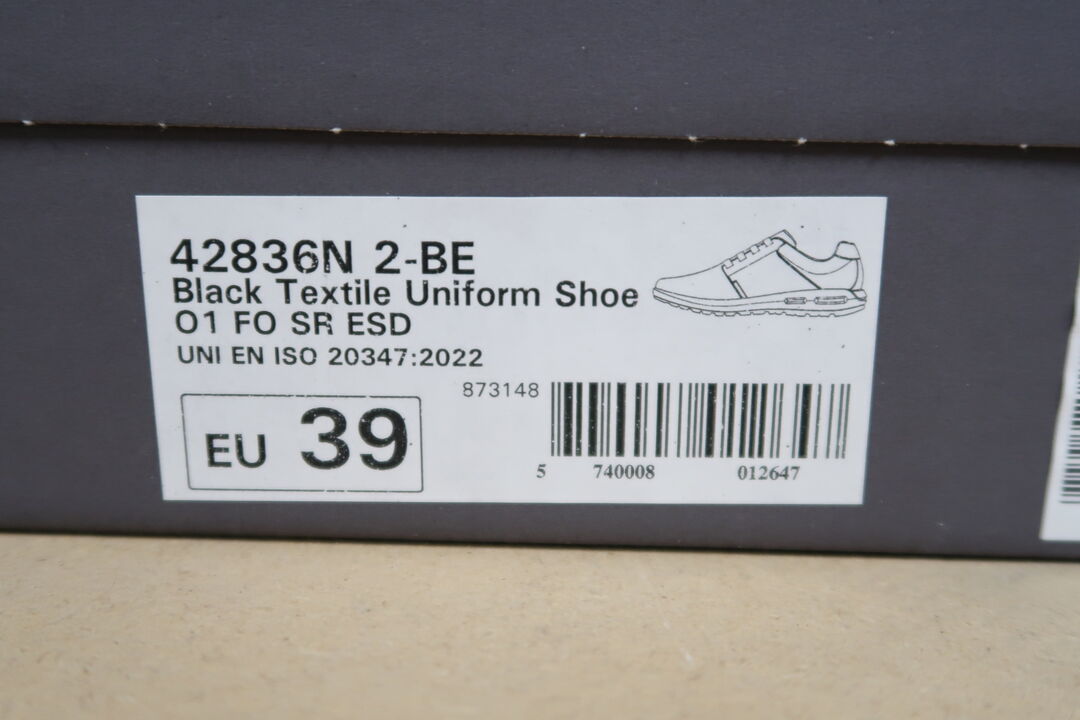 42836N 2-BE
Black Textile Uniform Shoe
O1 FO SR ESD
UNI EN ISO 20347:2022
873148
EU 39
5 740008 012647